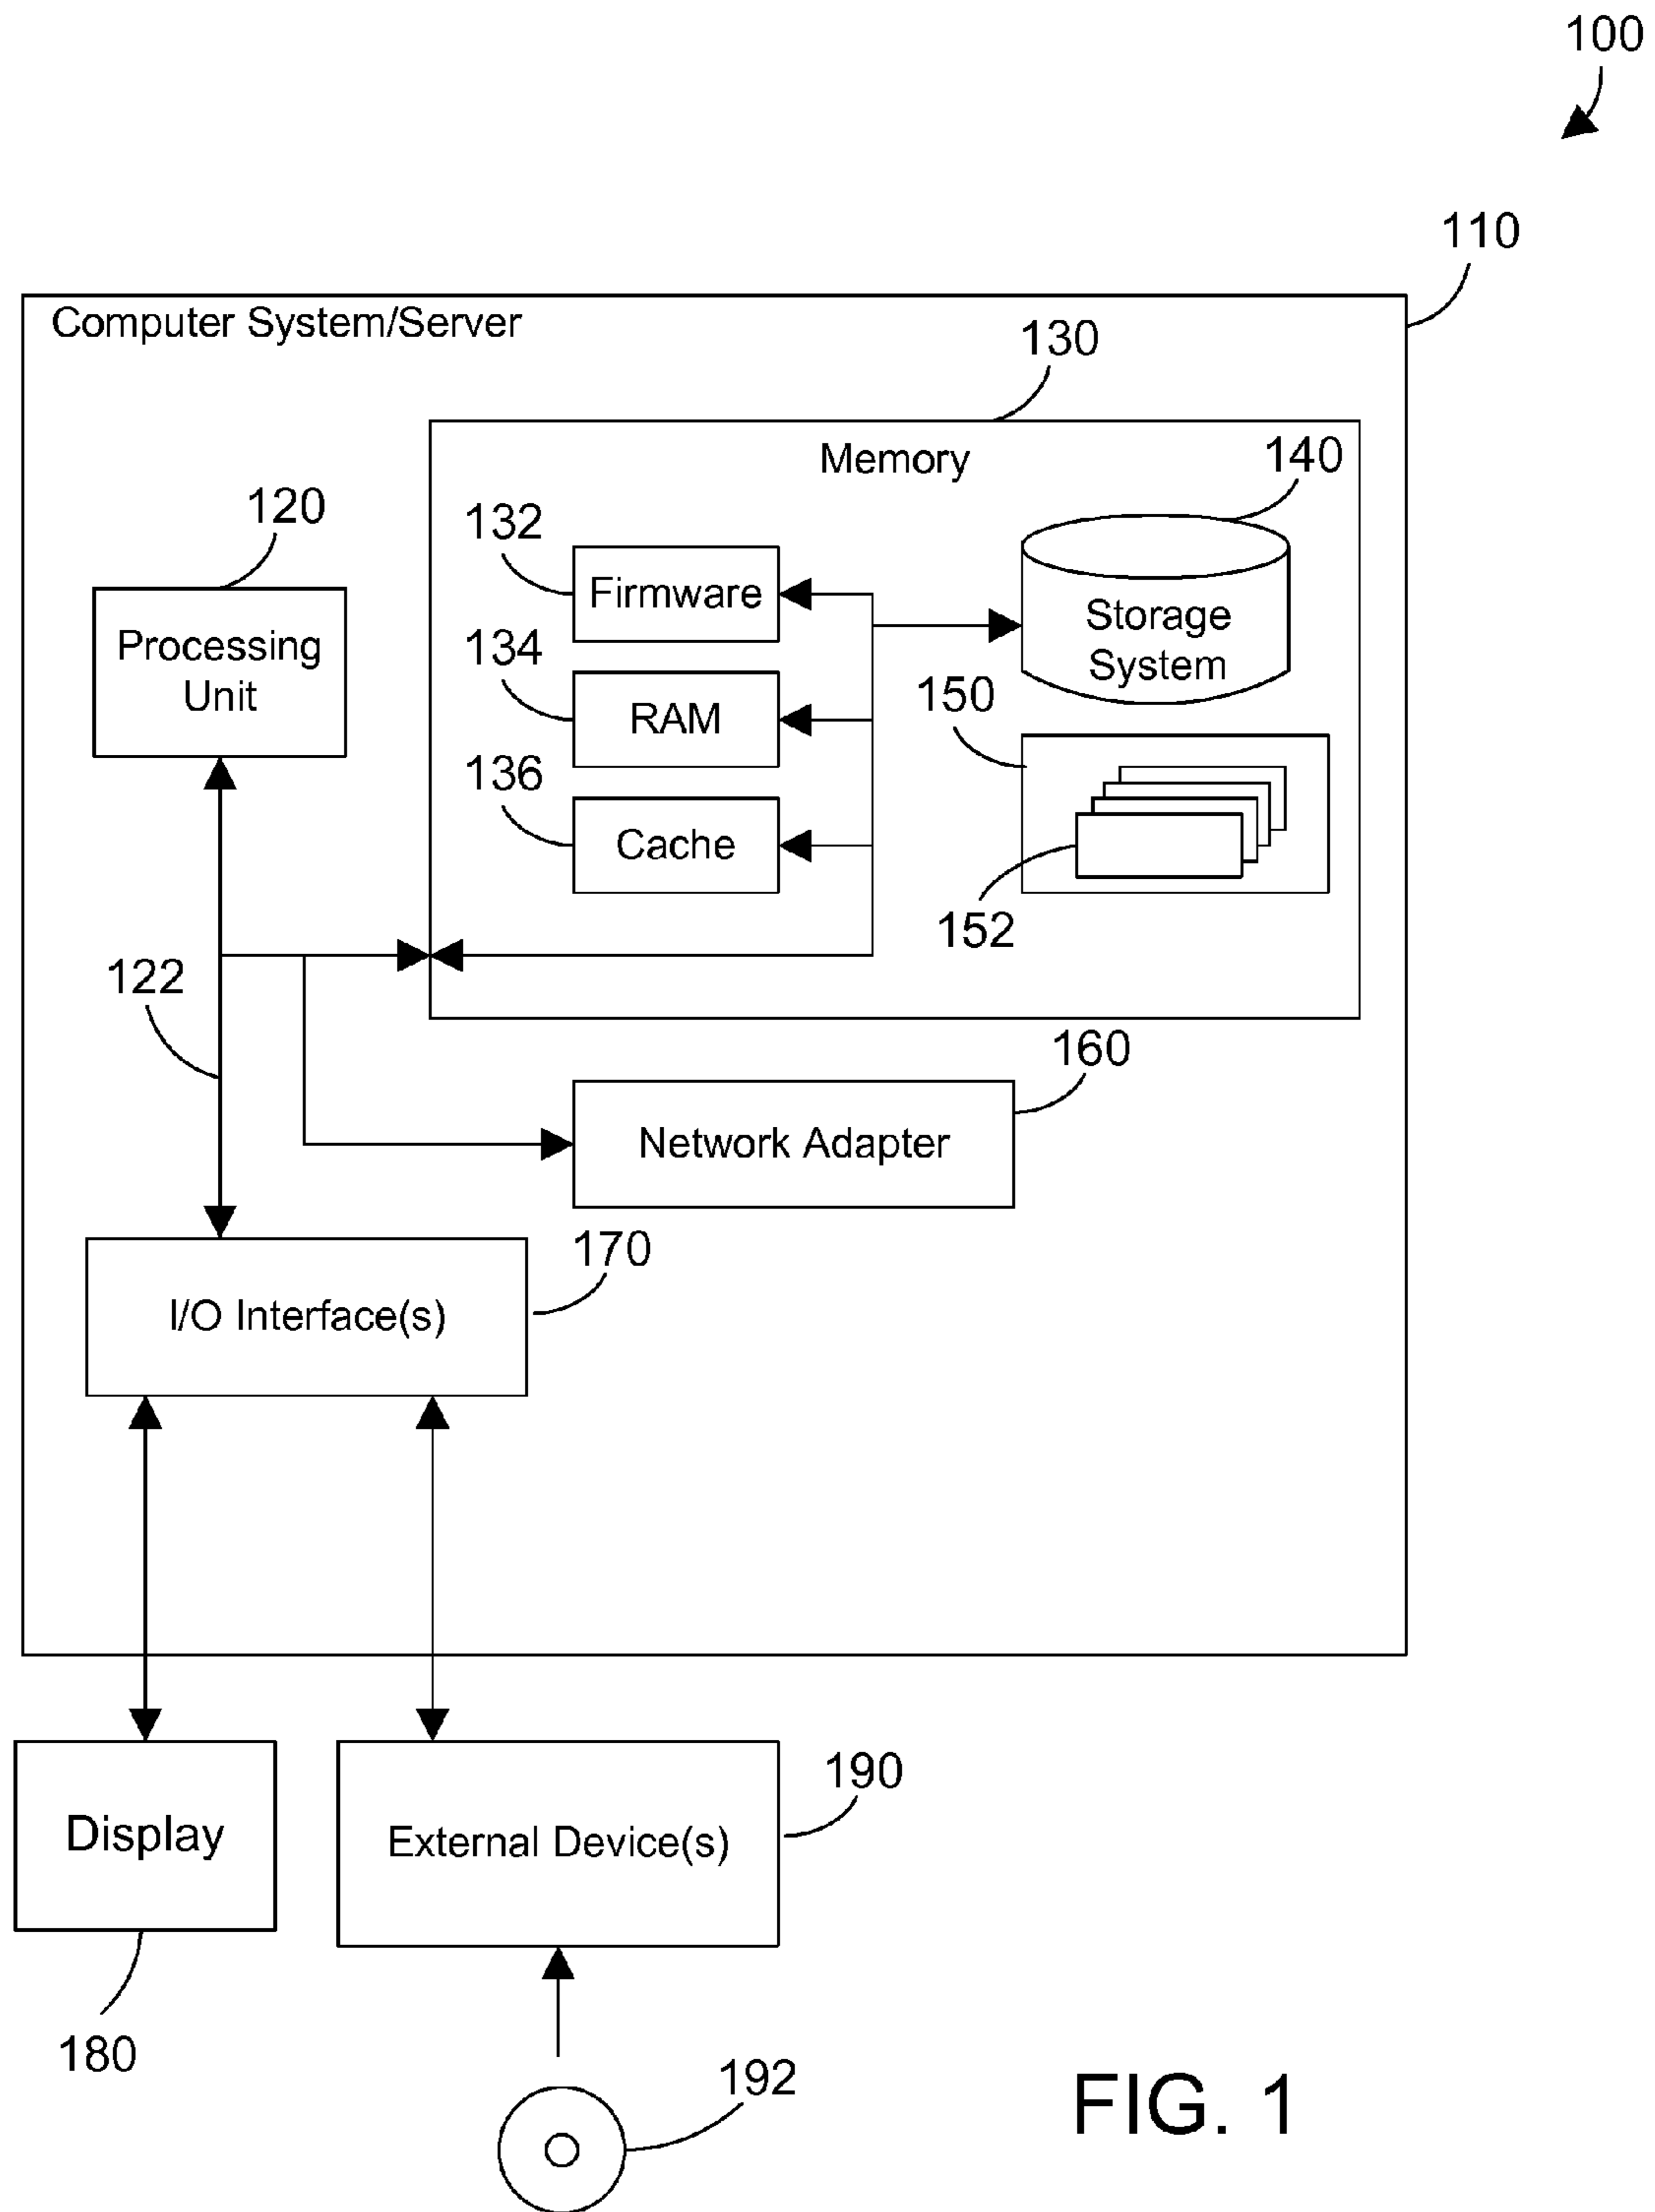 100
110
Computer System/Server
130
Memory
140
120
132
Firmware
Storage
System
Processing
Unit
134
RAM
150
136
Cache
152
122
160
Network Adapter
170
I/O Interface(s)
190
Display
External Device(s)
180
192
FIG. 1